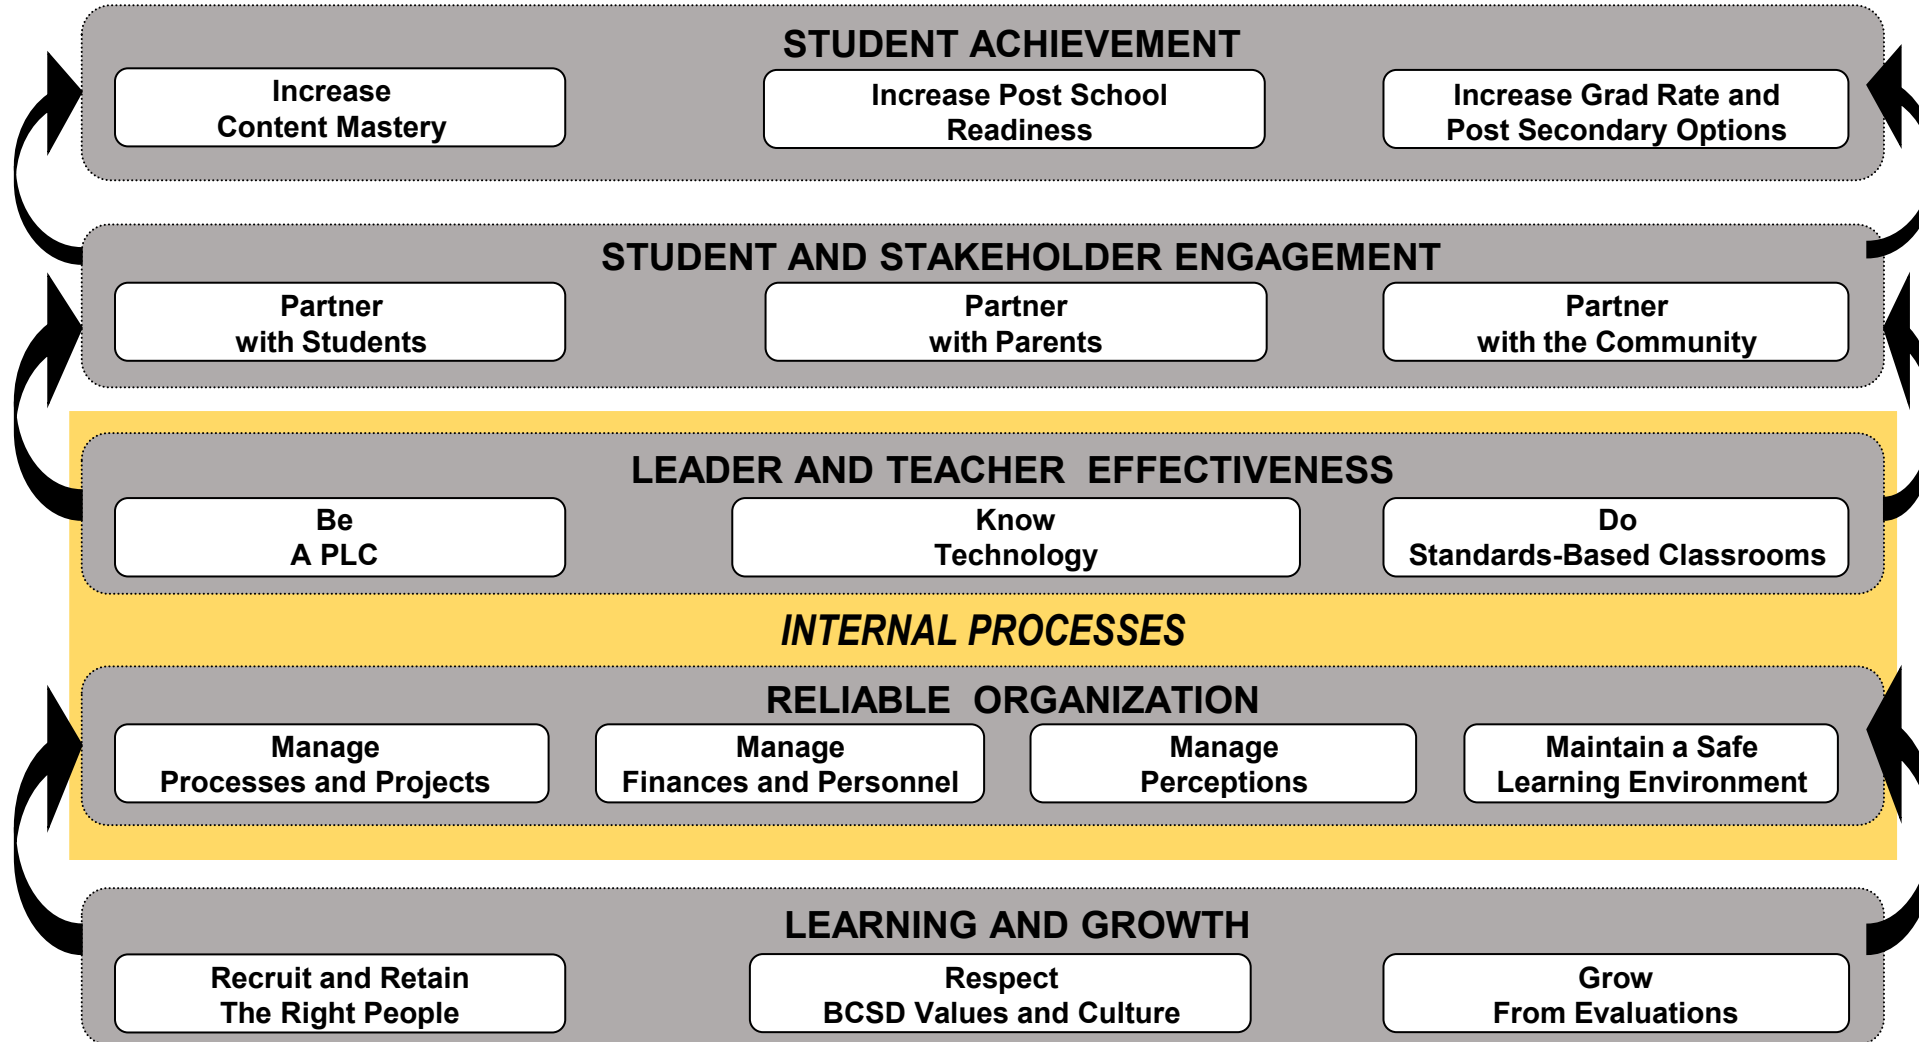 STUDENT ACHIEVEMENT
Increase
Content Mastery
Increase Post School
Readiness
Increase Grad Rate and
Post Secondary Options
STUDENT AND STAKEHOLDER ENGAGEMENT
Partner
with Students
Partner
with Parents
Partner
with the Community
LEADER AND TEACHER EFFECTIVENESS
Be
A PLC
Know
Technology
Do
Standards-Based Classrooms
INTERNAL PROCESSES
RELIABLE ORGANIZATION
Manage
Processes and Projects
Manage
Finances and Personnel
Manage
Perceptions
Maintain a Safe
Learning Environment
LEARNING AND GROWTH
Recruit and Retain
The Right People
Respect
BCSD Values and Culture
Grow
From Evaluations